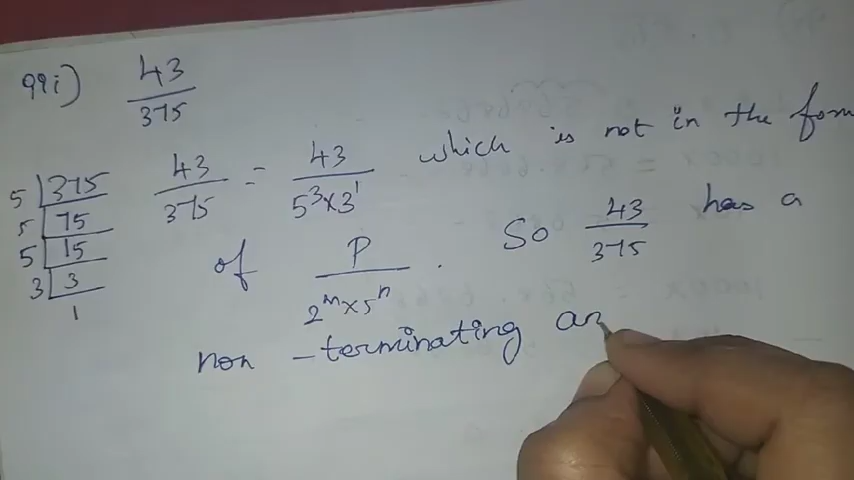 99i) 43/375
5 | 375
5 | 75
5 | 15
3 | 3
1
43/375 = 43/5³×3¹ which is not in the form
of P/2ᵐ×5ⁿ . So 43/375 has a
non-terminating an